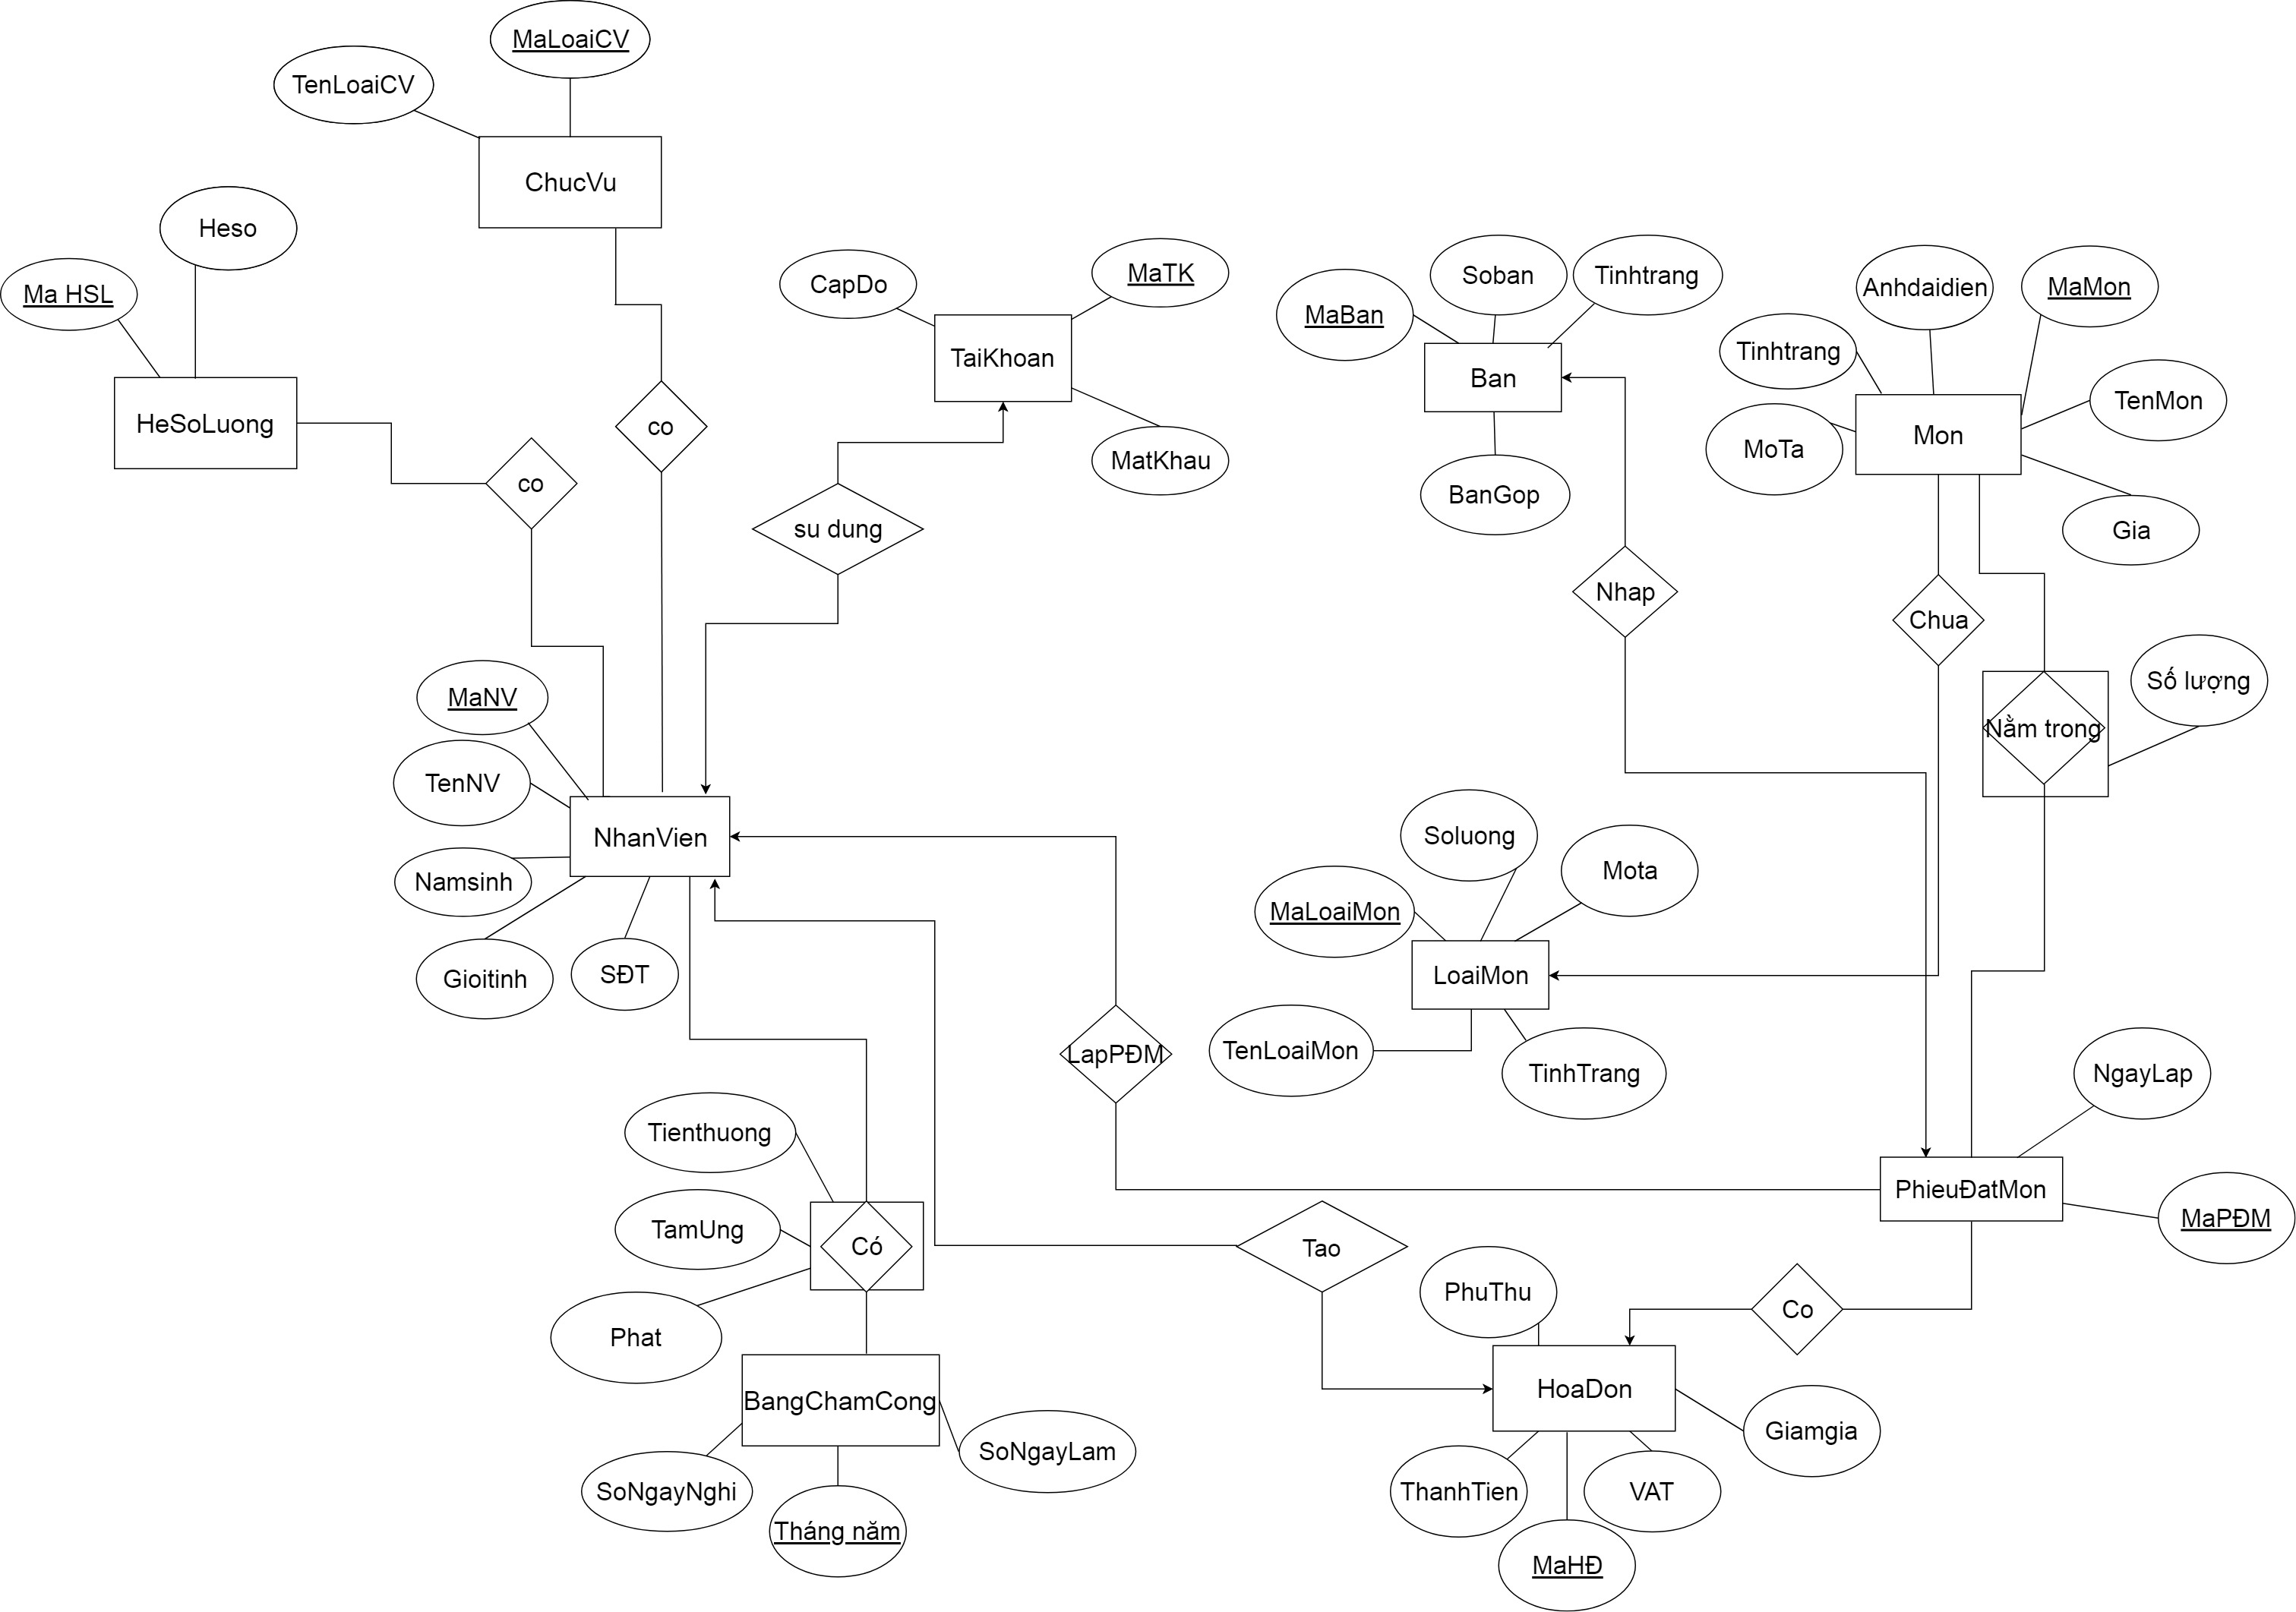 MaLoaiCV
TenLoaiCV
ChucVu
Heso
Ma HSL
HeSoLuong
co
co
CapDo
MaTK
TaiKhoan
MatKhau
su dung
MaBan
Soban
Tinhtrang
Ban
BanGop
Anhdaidien
MaMon
Tinhtrang
TenMon
MoTa
Mon
Gia
Nhap
Chua
Số lượng
Nằm trong
MaNV
TenNV
NhanVien
Namsinh
Gioitinh
SĐT
Soluong
Mota
MaLoaiMon
LoaiMon
TenLoaiMon
TinhTrang
LapPĐM
NgayLap
PhieuĐatMon
MaPĐM
Tienthuong
TamUng
Có
Phat
Tao
PhuThu
Co
BangChamCong
SoNgayLam
SoNgayNghi
Tháng năm
HoaDon
Giamgia
ThanhTien
VAT
MaHĐ